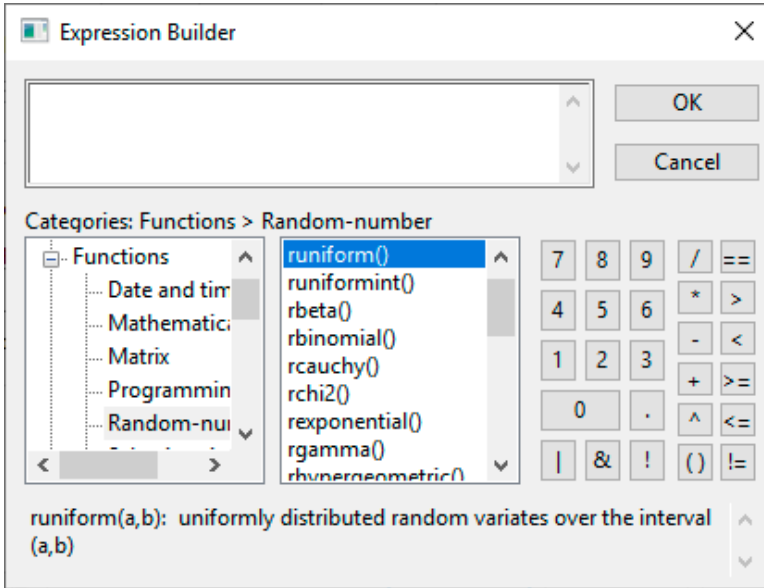 Expression Builder
OK
Cancel
Categories: Functions > Random-number
Functions
Date and tim
Mathematica
Matrix
Programmin
Random-nu
runiform()
runiformint()
rbeta()
rbinomial()
rcauchy()
rchi2()
rexponential()
rgamma()
rhypergeometric()
7 8 9 / ==
4 5 6 * >
1 2 3 - <
0 . + >=
^ <=
| & ! () !=
runiform(a,b): uniformly distributed random variates over the interval
(a,b)